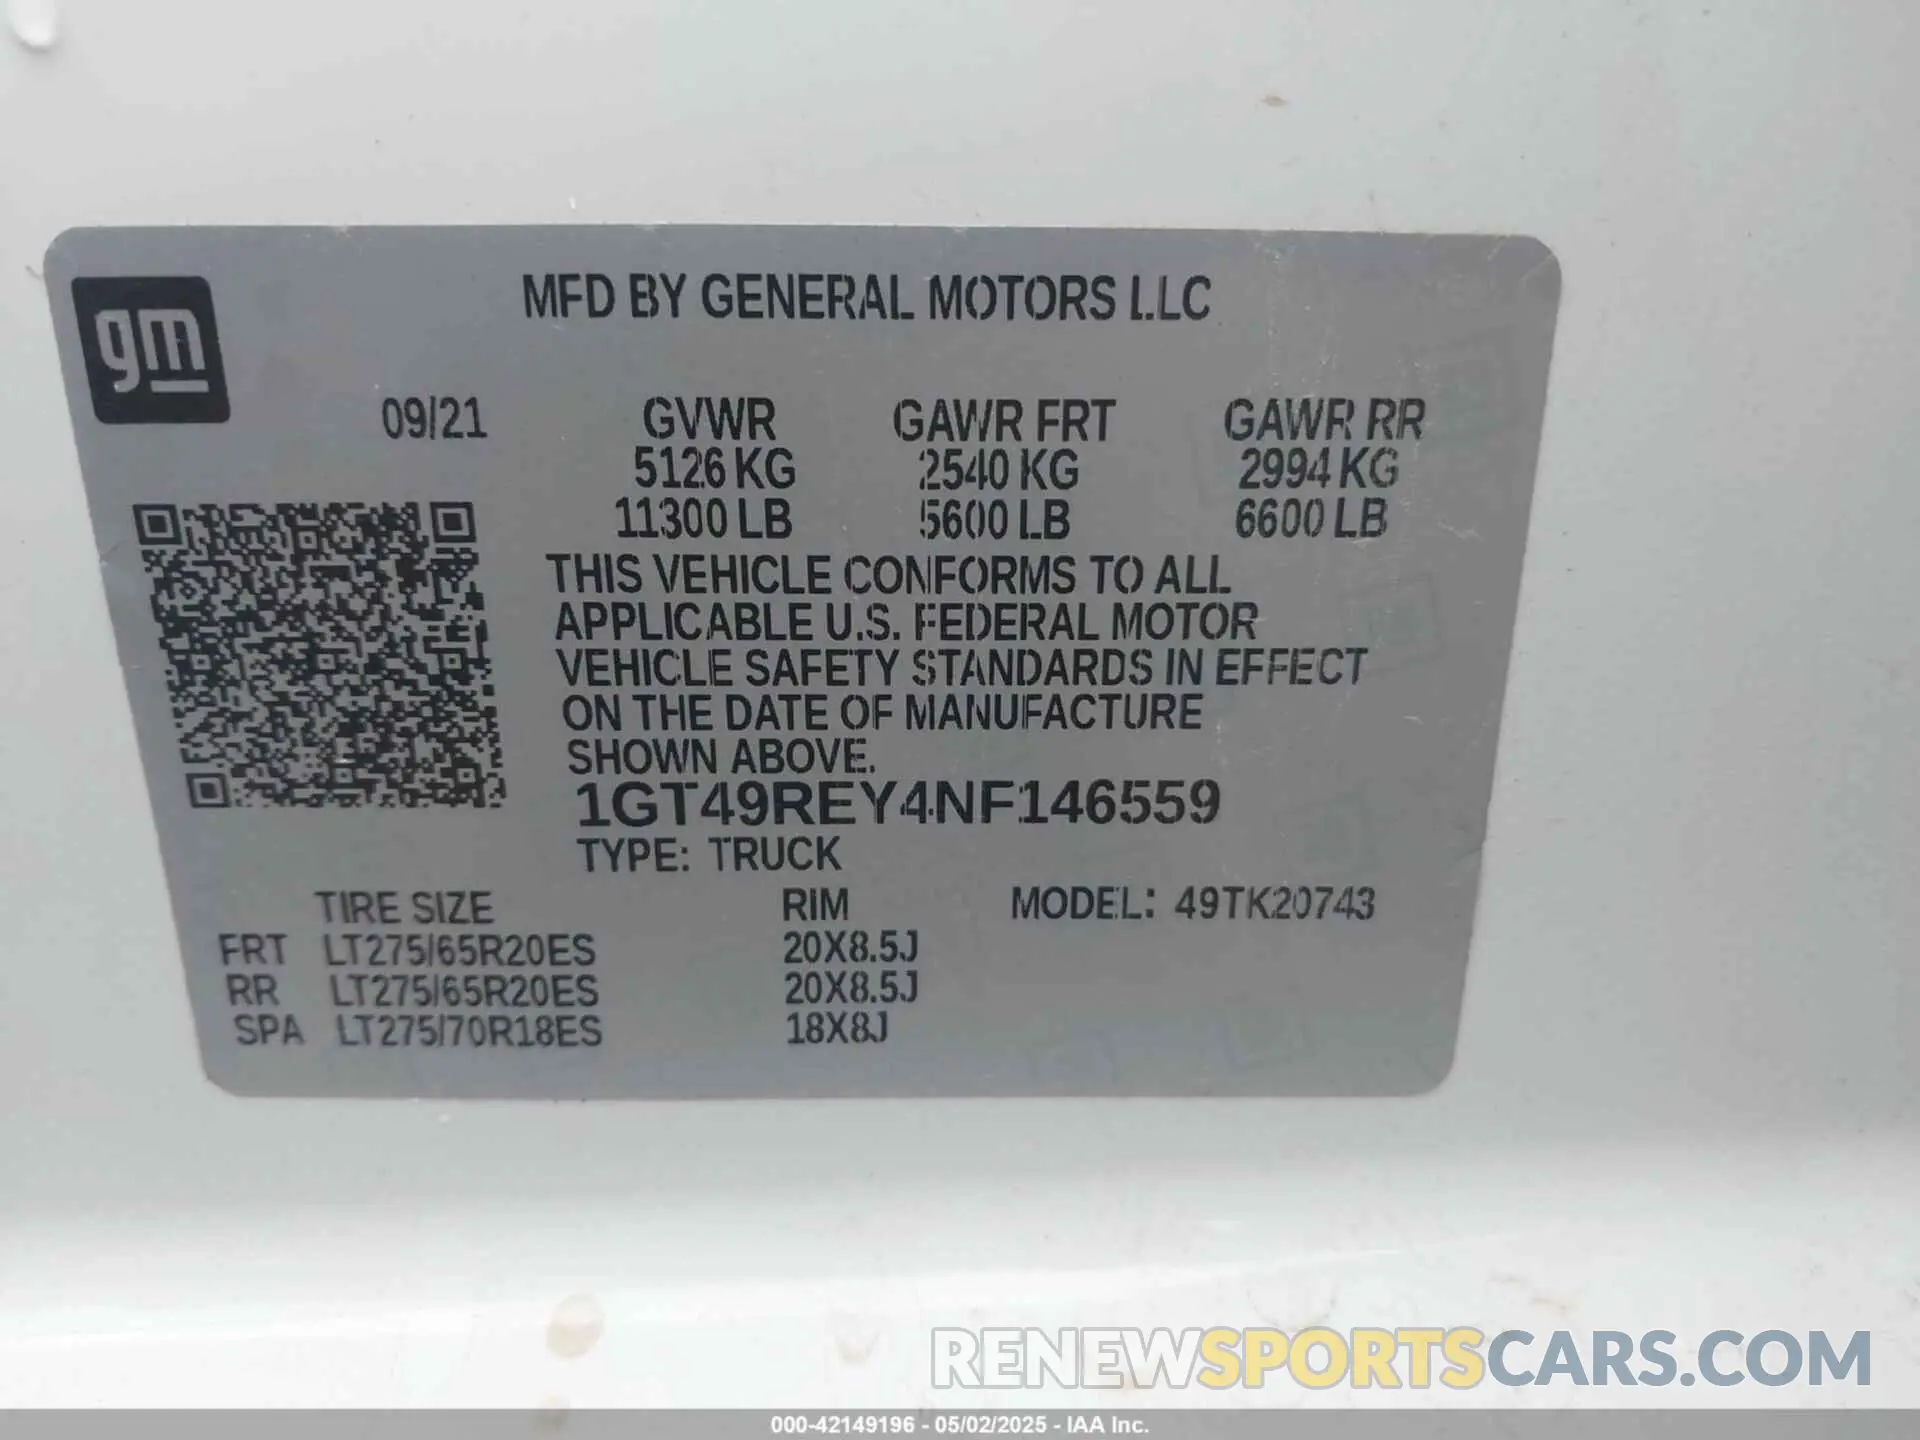 MFD BY GENERAL MOTORS LLC
gm
09/21 GVWR GAWR FRT GAWR RR
5126 KG 2540 KG 2994 KG
11300 LB 5600 LB 6600 LB
THIS VEHICLE CONFORMS TO ALL
APPLICABLE U.S. FEDERAL MOTOR
VEHICLE SAFETY STANDARDS IN EFFECT
ON THE DATE OF MANUFACTURE
SHOWN ABOVE.
1GT49REY4NF146559
TYPE: TRUCK
TIRE SIZE RIM MODEL: 49TK20743
FRT LT275/65R20ES 20X8.5J
RR LT275/65R20ES 20X8.5J
SPA LT275/70R18ES 18X8J
RENEWSPORTSCARS.COM
000-42149196 - 05/02/2025 - IAA Inc.